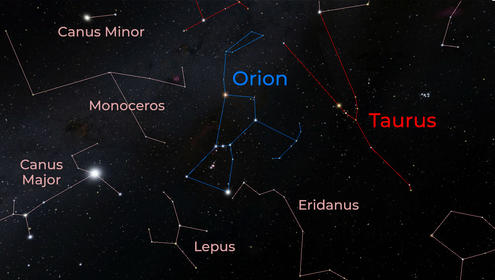 Canus Minor
Orion
Monoceros
Taurus
Canus
Major
Eridanus
Lepus